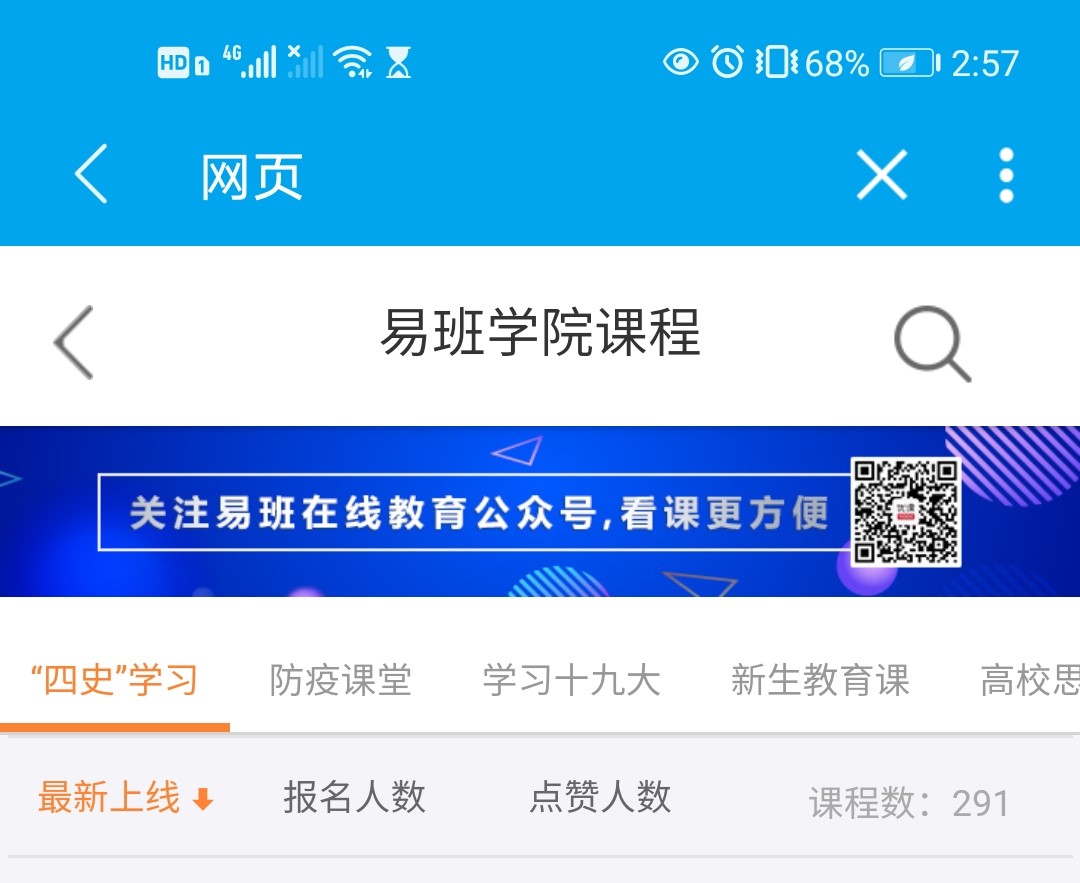 HD 1 4G 68% 2:57
网页
易班学院课程
关注易班在线教育公众号,看课更方便
“四史”学习 防疫课堂 学习十九大 新生教育课 高校思
最新上线 报名人数 点赞人数 课程数：291